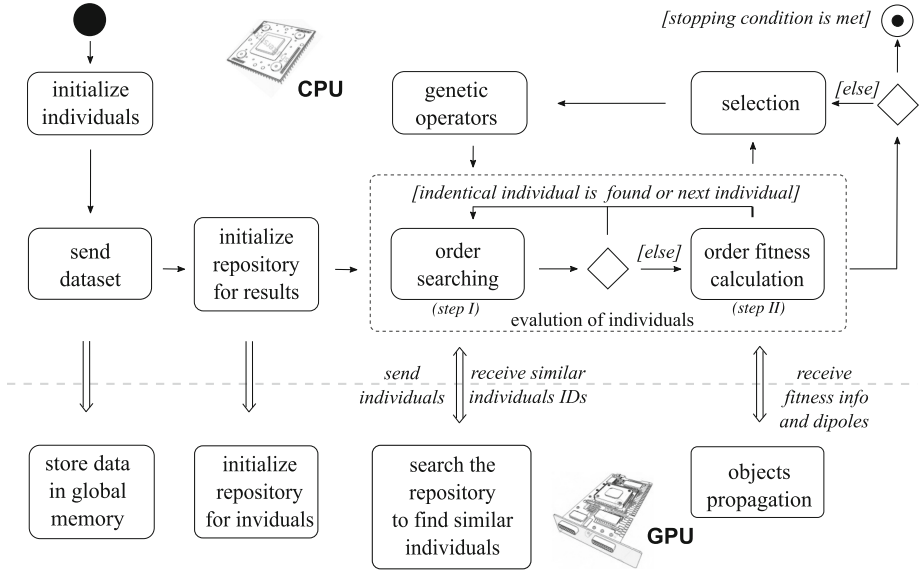 [stopping condition is met]
initialize
individuals
CPU
genetic
operators
selection
[else]
[indentical individual is found or next individual]
send
dataset
initialize
repository
for results
order
searching
(step I)
[else]
order fitness
calculation
(step II)
evalution of individuals
send
individuals
receive similar
individuals IDs
receive
fitness info
and dipoles
store data
in global
memory
initialize
repository
for inviduals
search the
repository
to find similar
individuals
GPU
objects
propagation